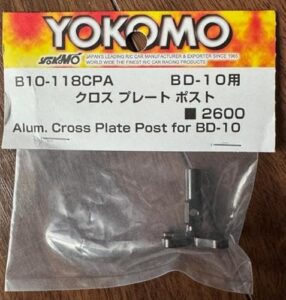 YOKOMO
YOKOMO JAPAN'S LEADING R/C CAR MANUFACTURER & EXPORTER SINCE 1965
WORLD WIDE THE FINEST R/C CAR RACING PRODUCTS
B10-118CPA BD-10用
クロス プレート ポスト
■ 2600
Alum. Cross Plate Post for BD-10